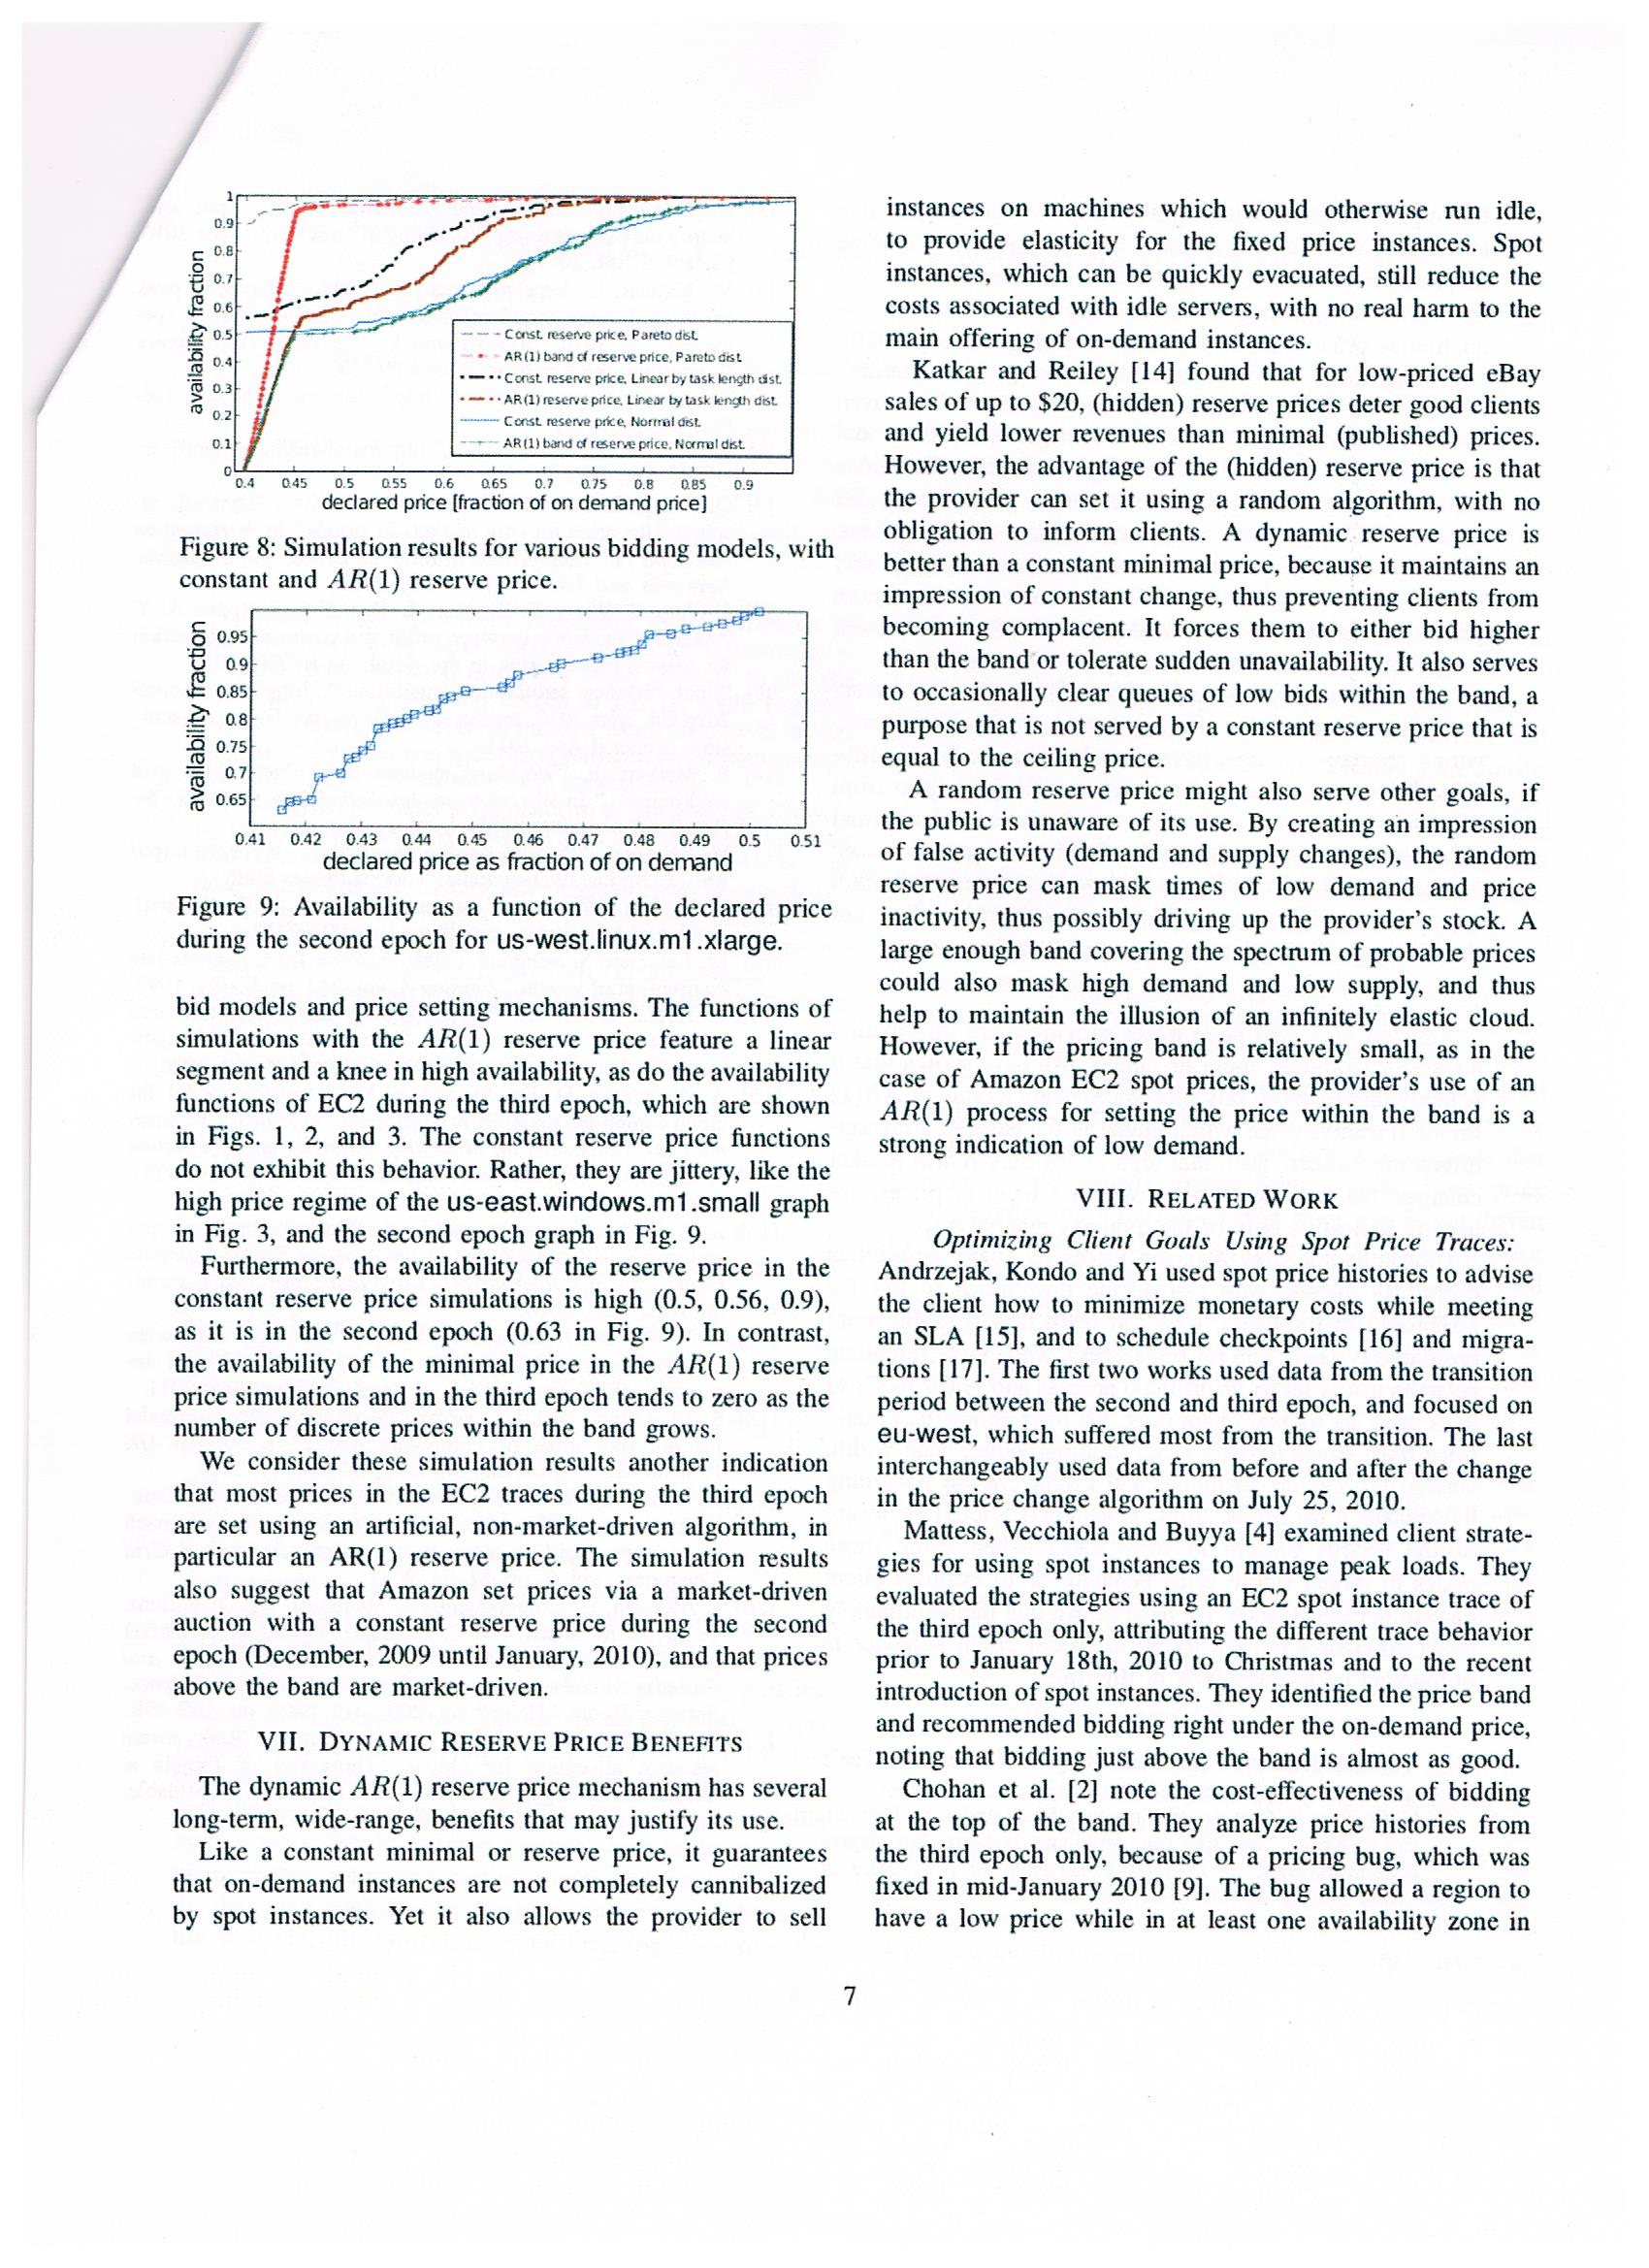 1
0.9
0.8
0.7
0.6
0.5
0.4
0.3
0.2
0.1
0
availability fraction
Const. reserve price, Pareto dist.
AR(1) band of reserve price, Pareto dist.
Const. reserve price, Linear by task length dist.
AR(1) reserve price, Linear by task length dist.
Const. reserve price, Normal dist.
AR(1) band of reserve price, Normal dist.
0.4 0.45 0.5 0.55 0.6 0.65 0.7 0.75 0.8 0.85 0.9
declared price [fraction of on demand price]
Figure 8: Simulation results for various bidding models, with
constant and AR(1) reserve price.
0.95
0.9
0.85
0.8
0.75
0.7
0.65
availability fraction
0.41 0.42 0.43 0.44 0.45 0.46 0.47 0.48 0.49 0.5 0.51
declared price as fraction of on demand
Figure 9: Availability as a function of the declared price
during the second epoch for us-west.linux.m1.xlarge.
bid models and price setting mechanisms. The functions of
simulations with the AR(1) reserve price feature a linear
segment and a knee in high availability, as do the availability
functions of EC2 during the third epoch, which are shown
in Figs. 1, 2, and 3. The constant reserve price functions
do not exhibit this behavior. Rather, they are jittery, like the
high price regime of the us-east.windows.m1.small graph
in Fig. 3, and the second epoch graph in Fig. 9.
Furthermore, the availability of the reserve price in the
constant reserve price simulations is high (0.5, 0.56, 0.9),
as it is in the second epoch (0.63 in Fig. 9). In contrast,
the availability of the minimal price in the AR(1) reserve
price simulations and in the third epoch tends to zero as the
number of discrete prices within the band grows.
We consider these simulation results another indication
that most prices in the EC2 traces during the third epoch
are set using an artificial, non-market-driven algorithm, in
particular an AR(1) reserve price. The simulation results
also suggest that Amazon set prices via a market-driven
auction with a constant reserve price during the second
epoch (December, 2009 until January, 2010), and that prices
above the band are market-driven.
VII. DYNAMIC RESERVE PRICE BENEFITS
The dynamic AR(1) reserve price mechanism has several
long-term, wide-range, benefits that may justify its use.
Like a constant minimal or reserve price, it guarantees
that on-demand instances are not completely cannibalized
by spot instances. Yet it also allows the provider to sell
instances on machines which would otherwise run idle,
to provide elasticity for the fixed price instances. Spot
instances, which can be quickly evacuated, still reduce the
costs associated with idle servers, with no real harm to the
main offering of on-demand instances.
Katkar and Reiley [14] found that for low-priced eBay
sales of up to $20, (hidden) reserve prices deter good clients
and yield lower revenues than minimal (published) prices.
However, the advantage of the (hidden) reserve price is that
the provider can set it using a random algorithm, with no
obligation to inform clients. A dynamic reserve price is
better than a constant minimal price, because it maintains an
impression of constant change, thus preventing clients from
becoming complacent. It forces them to either bid higher
than the band or tolerate sudden unavailability. It also serves
to occasionally clear queues of low bids within the band, a
purpose that is not served by a constant reserve price that is
equal to the ceiling price.
A random reserve price might also serve other goals, if
the public is unaware of its use. By creating an impression
of false activity (demand and supply changes), the random
reserve price can mask times of low demand and price
inactivity, thus possibly driving up the provider's stock. A
large enough band covering the spectrum of probable prices
could also mask high demand and low supply, and thus
help to maintain the illusion of an infinitely elastic cloud.
However, if the pricing band is relatively small, as in the
case of Amazon EC2 spot prices, the provider's use of an
AR(1) process for setting the price within the band is a
strong indication of low demand.
VIII. RELATED WORK
Optimizing Client Goals Using Spot Price Traces:
Andrzejak, Kondo and Yi used spot price histories to advise
the client how to minimize monetary costs while meeting
an SLA [15], and to schedule checkpoints [16] and migra-
tions [17]. The first two works used data from the transition
period between the second and third epoch, and focused on
eu-west, which suffered most from the transition. The last
interchangeably used data from before and after the change
in the price change algorithm on July 25, 2010.
Mattess, Vecchiola and Buyya [4] examined client strate-
gies for using spot instances to manage peak loads. They
evaluated the strategies using an EC2 spot instance trace of
the third epoch only, attributing the different trace behavior
prior to January 18th, 2010 to Christmas and to the recent
introduction of spot instances. They identified the price band
and recommended bidding right under the on-demand price,
noting that bidding just above the band is almost as good.
Chohan et al. [2] note the cost-effectiveness of bidding
at the top of the band. They analyze price histories from
the third epoch only, because of a pricing bug, which was
fixed in mid-January 2010 [9]. The bug allowed a region to
have a low price while in at least one availability zone in
7